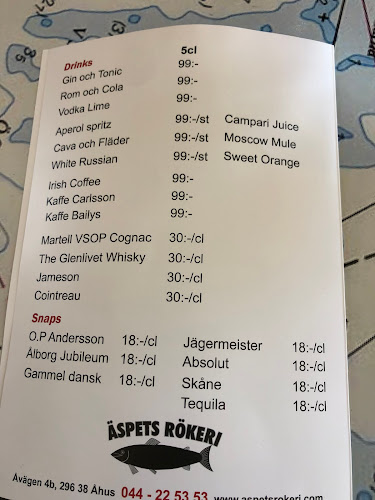 5cl
Drinks
Gin och Tonic 99:-
Rom och Cola 99:-
Vodka Lime 99:-
Aperol spritz 99:-/st Campari Juice
Cava och Fläder 99:-/st Moscow Mule
White Russian 99:-/st Sweet Orange
Irish Coffee 99:-
Kaffe Carlsson 99:-
Kaffe Bailys 99:-
Martell VSOP Cognac 30:-/cl
The Glenlivet Whisky 30:-/cl
Jameson 30:-/cl
Cointreau 30:-/cl
Snaps
O.P Andersson 18:-/cl Jägermeister 18:-/cl
Ålborg Jubileum 18:-/cl Absolut 18:-/cl
Gammel dansk 18:-/cl Skåne 18:-/cl
Tequila 18:-/cl
ÄSPETS RÖKERI
Åvägen 4b, 296 38 Åhus 044 - 22 53 53 www.aspetsrokeri.com